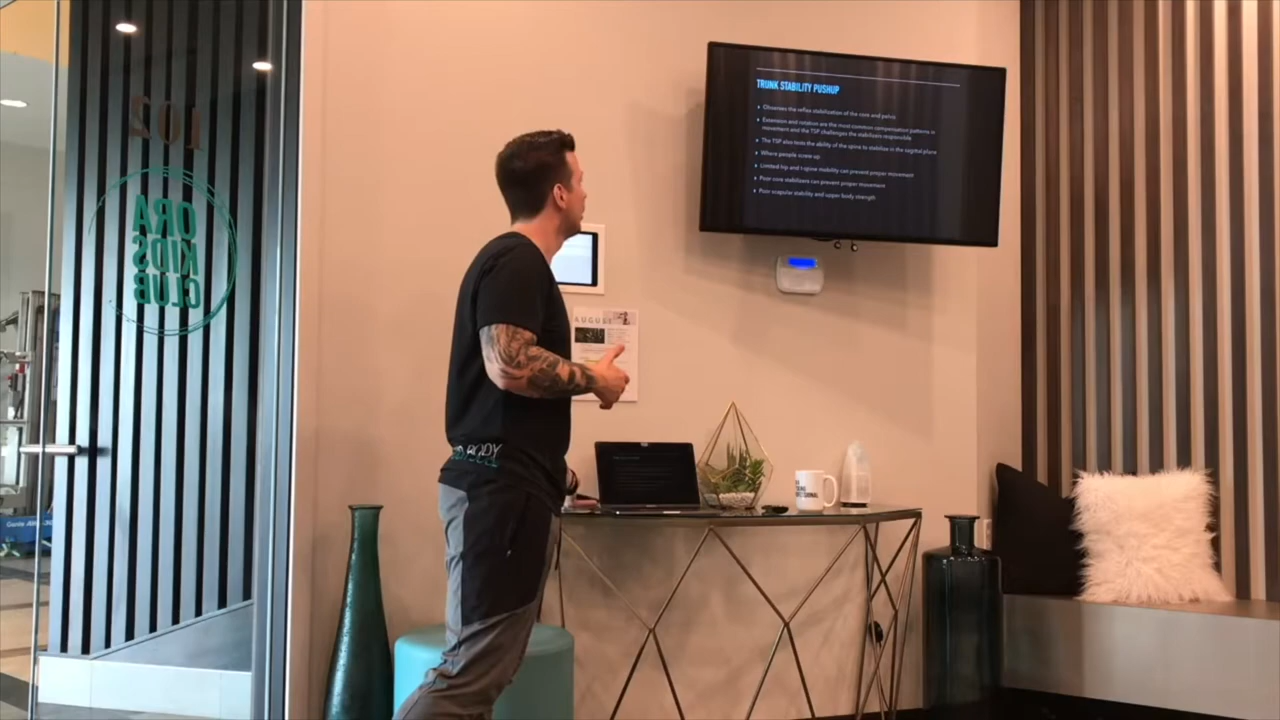 102
ORA
KIDS
CLUB
TRUNK STABILITY PUSHUP
Observes the reflex stabilization of the core and pelvis
Extension and rotation are the most common compensation patterns in
movement and the TSP challenges the stabilizers responsible
The TSP also tests the ability of the spine to stabilize in the sagittal plane
Where people
Limited hip and t-spine mobility can prevent proper movement
Poor core stabilizers can prevent proper movement
Poor scapular stability and upper body strength
AUGUST
BODY
Genie